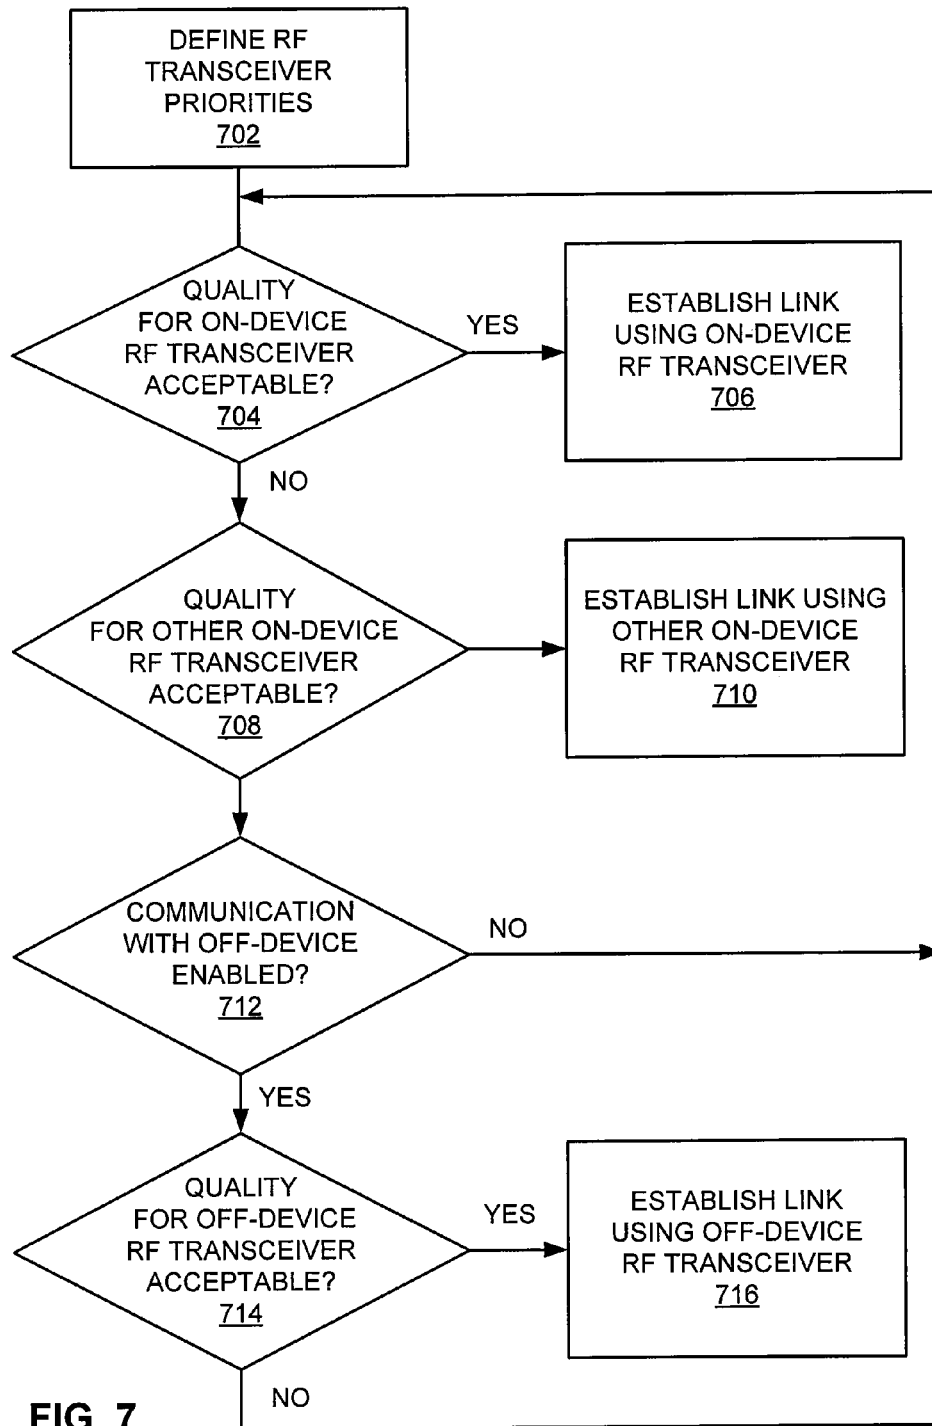 DEFINE RF
TRANSCEIVER
PRIORITIES
702
QUALITY
FOR ON-DEVICE
RF TRANSCEIVER
ACCEPTABLE?
704
YES
ESTABLISH LINK
USING ON-DEVICE
RF TRANSCEIVER
706
NO
QUALITY
FOR OTHER ON-DEVICE
RF TRANSCEIVER
ACCEPTABLE?
708
ESTABLISH LINK USING
OTHER ON-DEVICE
RF TRANSCEIVER
710
COMMUNICATION
WITH OFF-DEVICE
ENABLED?
712
NO
YES
QUALITY
FOR OFF-DEVICE
RF TRANSCEIVER
ACCEPTABLE?
714
YES
ESTABLISH LINK
USING OFF-DEVICE
RF TRANSCEIVER
716
NO
FIG. 7